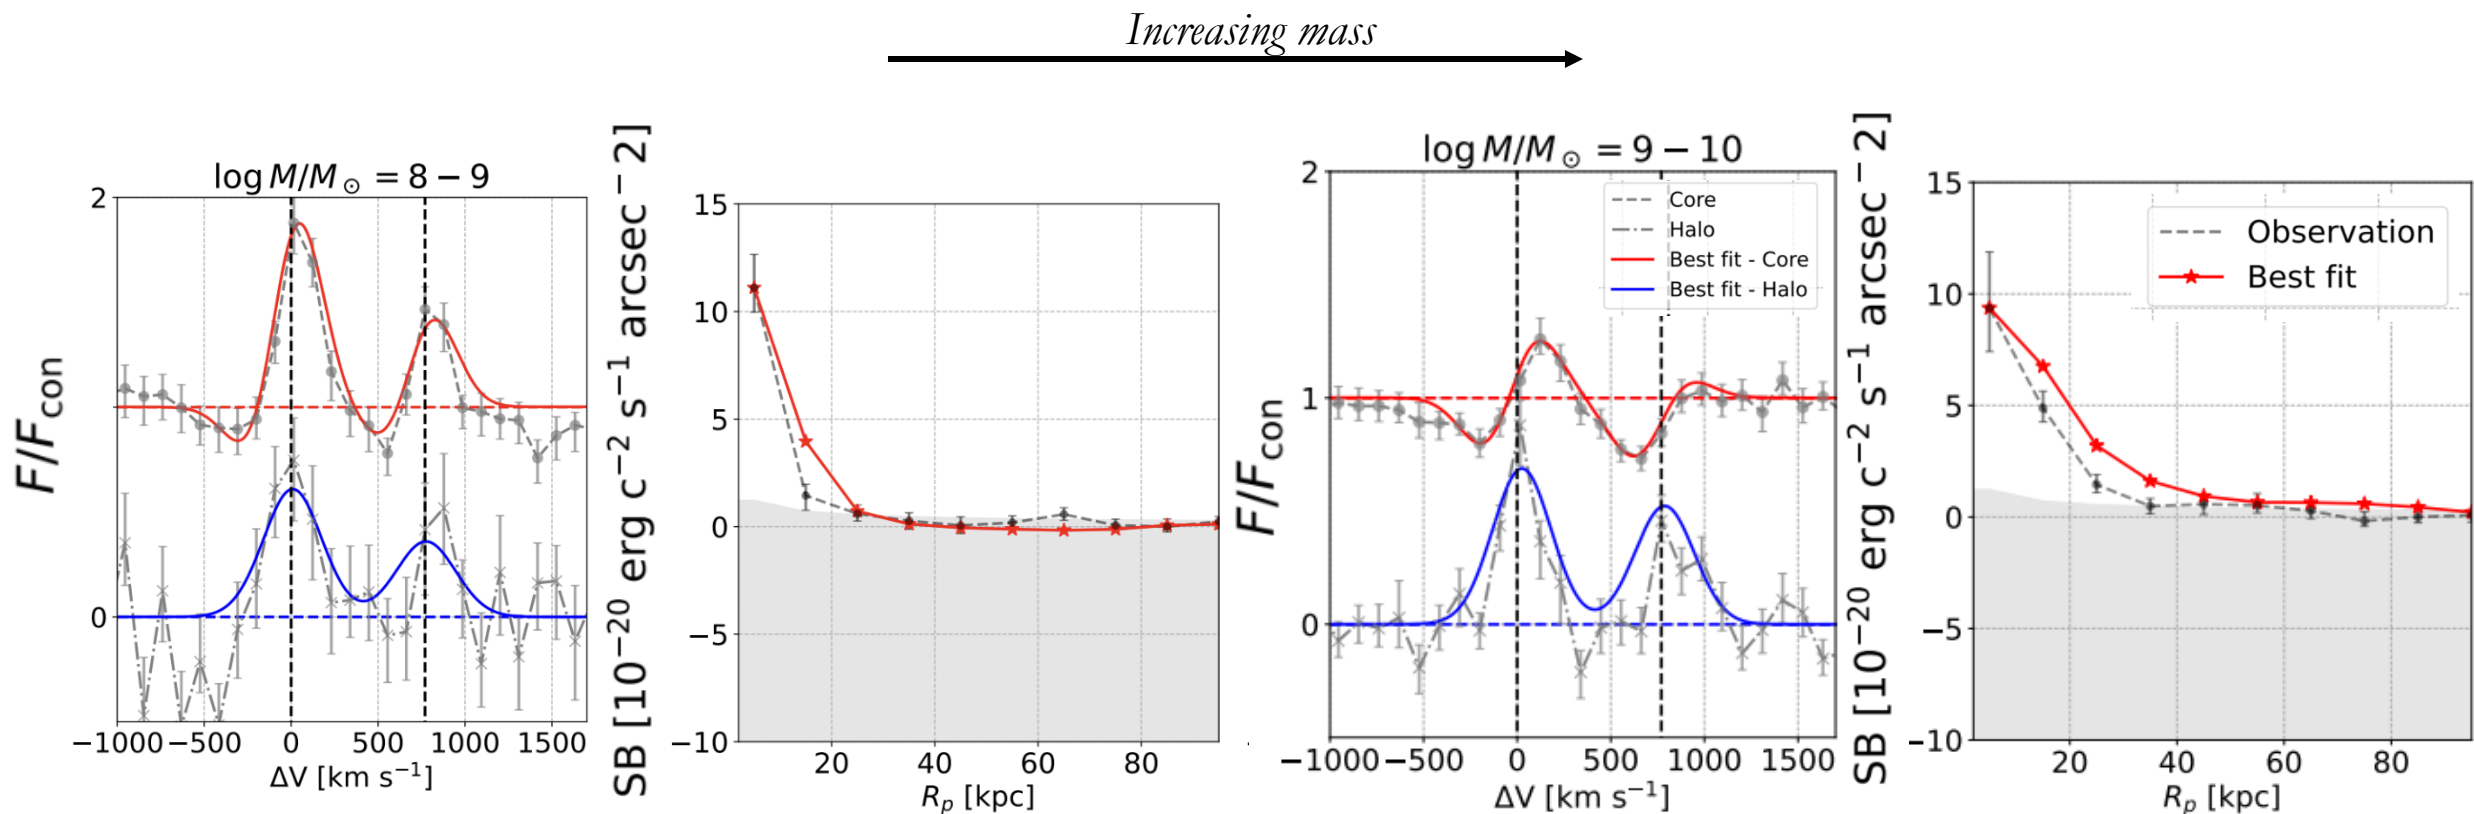 Increasing mass
log M/M⊙ = 8 − 9
2
0
F/Fcon
−1000 −500 0 500 1000 1500
ΔV [km s−1]
SB [10−20 erg c−2 s−1 arcsec−2]
15
10
5
0
−5
−10
20 40 60 80
Rp [kpc]
log M/M⊙ = 9 − 10
2
1
0
F/Fcon
Core
Halo
Best fit - Core
Best fit - Halo
−1000 −500 0 500 1000 1500
ΔV [km s−1]
SB [10−20 erg c−2 s−1 arcsec−2]
15
10
5
0
−5
−10
Observation
Best fit
20 40 60 80
Rp [kpc]